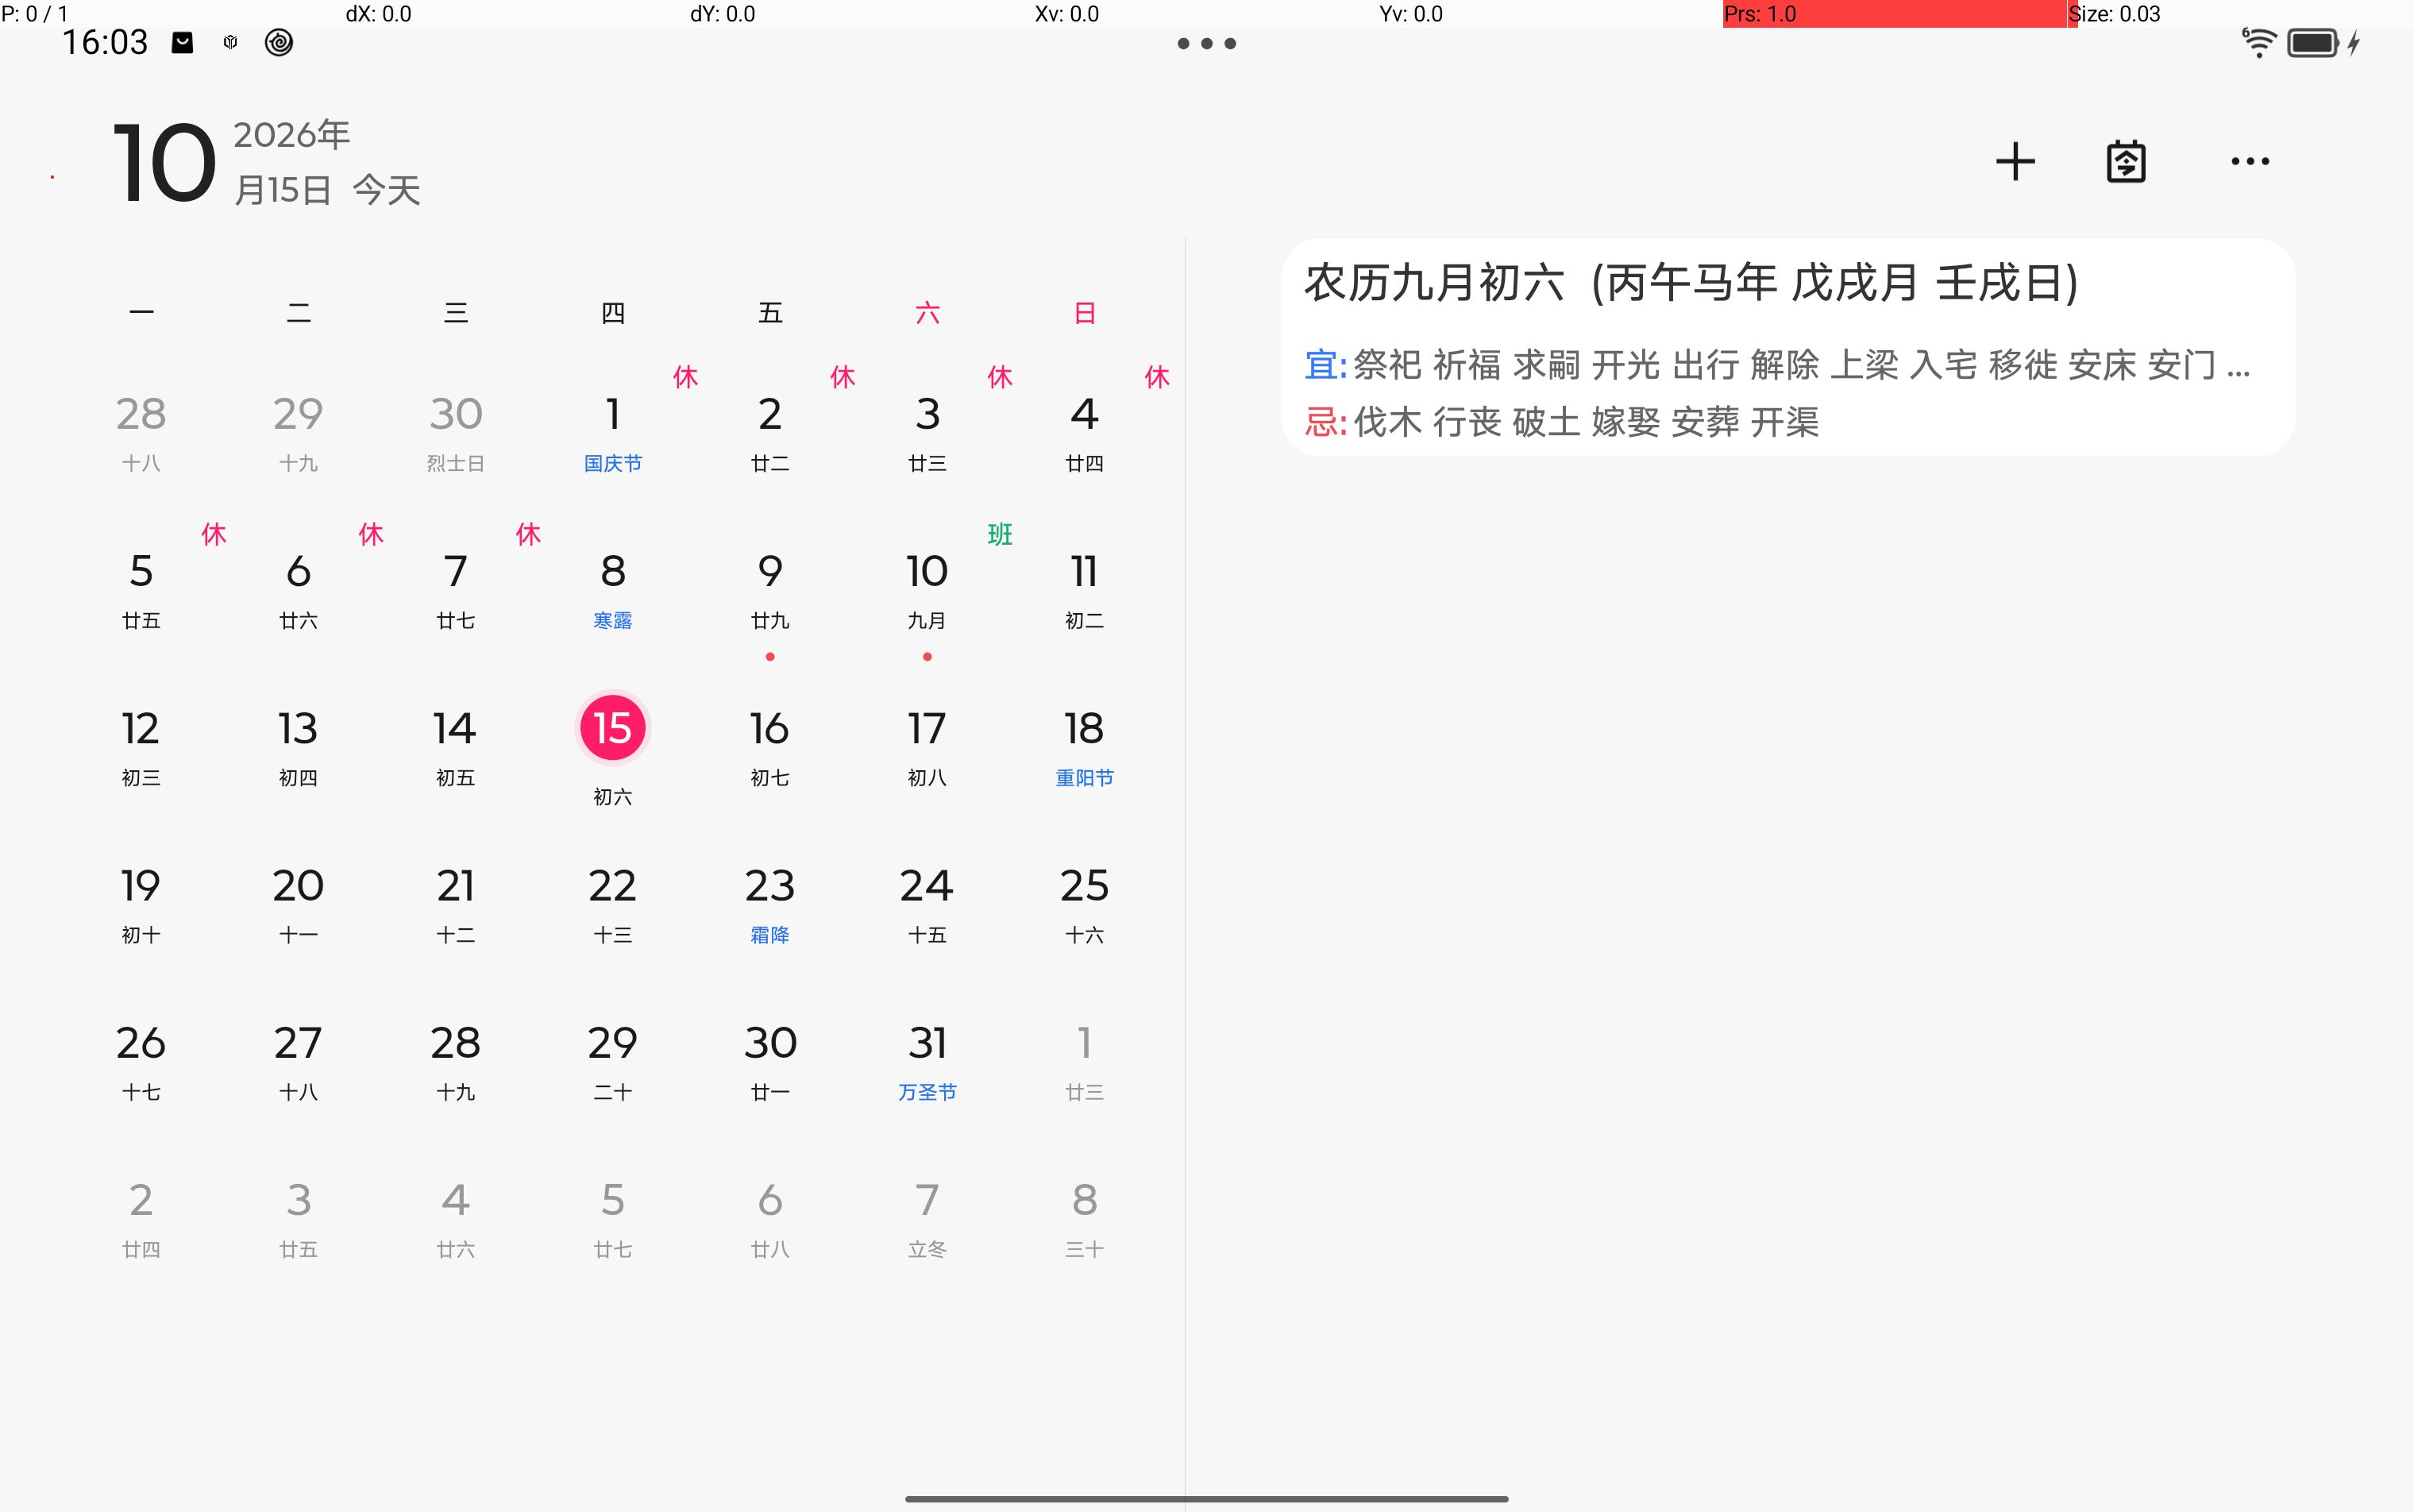 P: 0 / 1 dX: 0.0 dY: 0.0 Xv: 0.0 Yv: 0.0 Prs: 1.0 Size: 0.03
16:03
6
10
2026年
月15日 今天
一 二 三 四 五 六 日
休 休 休 休
28 29 30 1 2 3 4
十八 十九 烈士日 国庆节 廿二 廿三 廿四
休 休 休 班
5 6 7 8 9 10 11
廿五 廿六 廿七 寒露 廿九 九月 初二
12 13 14 15 16 17 18
初三 初四 初五 初六 初七 初八 重阳节
19 20 21 22 23 24 25
初十 十一 十二 十三 霜降 十五 十六
26 27 28 29 30 31 1
十七 十八 十九 二十 廿一 万圣节 廿三
2 3 4 5 6 7 8
廿四 廿五 廿六 廿七 廿八 立冬 三十
农历九月初六 (丙午马年 戊戌月 壬戌日)
宜: 祭祀 祈福 求嗣 开光 出行 解除 上梁 入宅 移徙 安床 安门 ...
忌: 伐木 行丧 破土 嫁娶 安葬 开渠